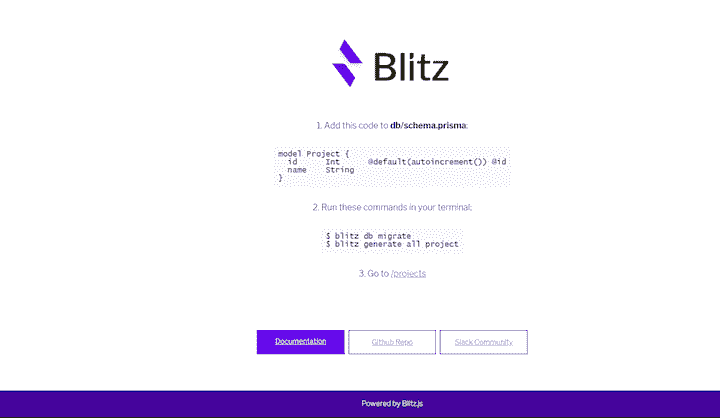 Blitz
1. Add this code to db/schema.prisma:
model Project {
  id      Int      @default(autoincrement()) @id
  name    String
}
2. Run these commands in your terminal:
$ blitz db migrate
$ blitz generate all project
3. Go to /projects
Documentation
Github Repo
Slack Community
Powered by Blitz.js